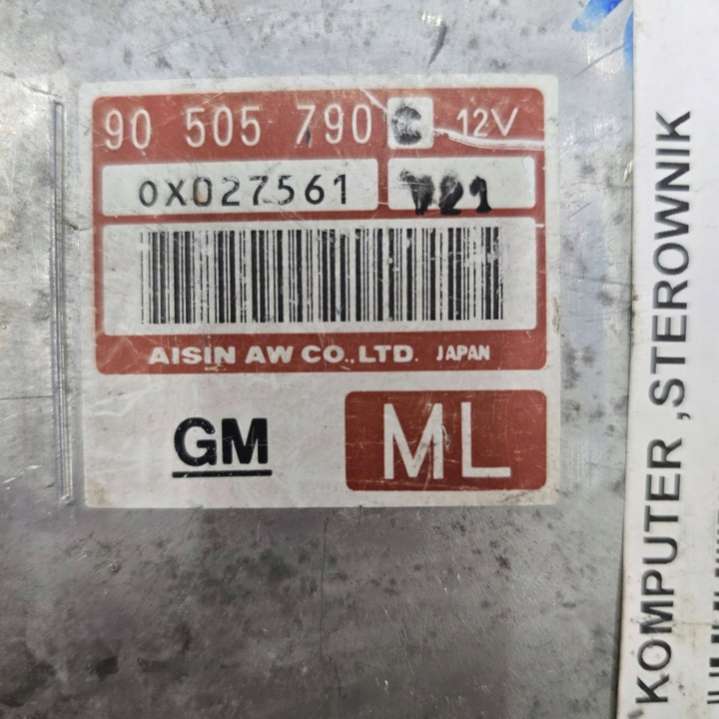 90 505 790 12V
0X027561
AISIN AW CO.,LTD. JAPAN
GM ML
KOMPUTER ,STEROWNIK